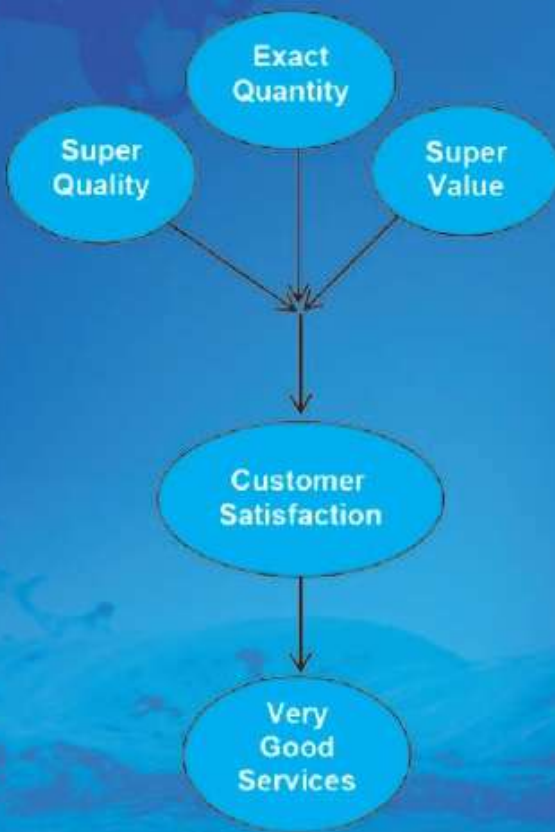 Exact
Quantity
Super
Quality
Super
Value
Customer
Satisfaction
Very
Good
Services